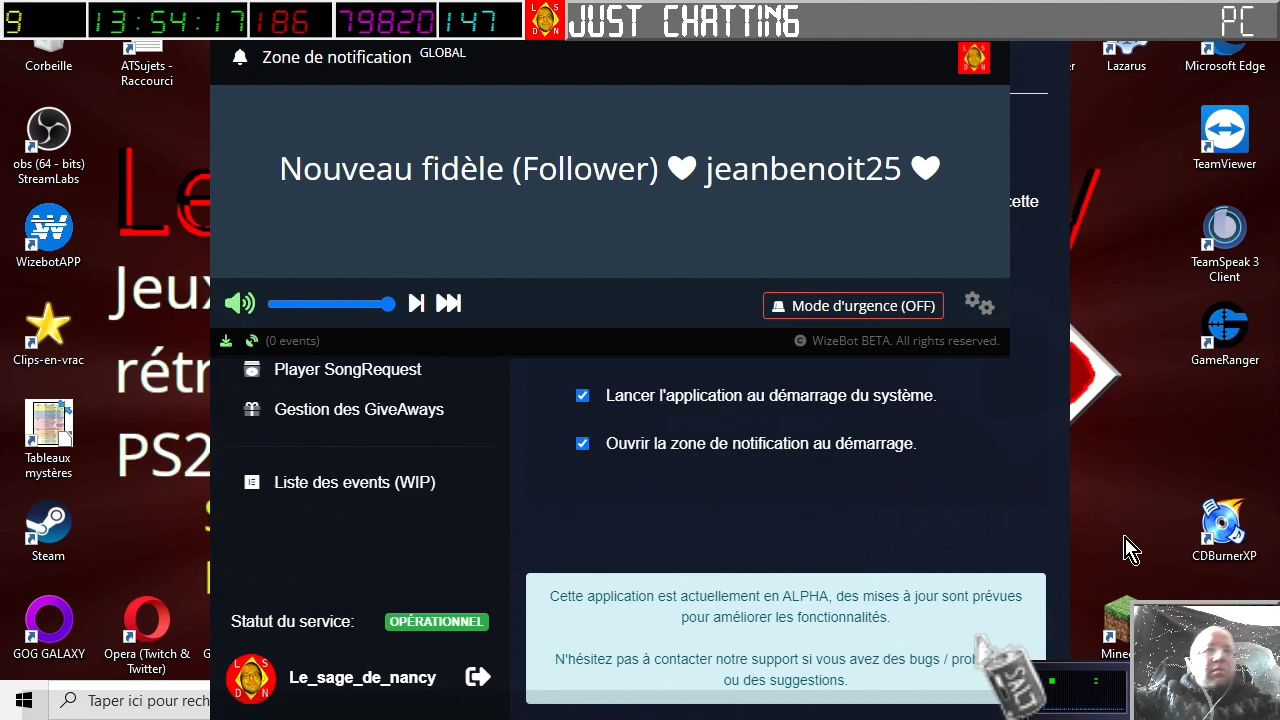 9 13:54:17 186 79820 147 L S D N JUST CHATTING PC
Corbeille
ATSujets -
Raccourci
Zone de notification GLOBAL
L S D N
Lazarus
Microsoft Edge
Nouveau fidèle (Follower) jeanbenoit25
cette
obs (64 - bits)
StreamLabs
TeamViewer
WizebotAPP
TeamSpeak 3
Client
Le
Jeux
rétr
PS2
Mode d'urgence (OFF)
(0 events)
WizeBot BETA. All rights reserved.
Clips-en-vrac
GameRanger
Player SongRequest
Gestion des GiveAways
Liste des events (WIP)
Lancer l'application au démarrage du système.
Ouvrir la zone de notification au démarrage.
Tableaux
mystères
Steam
CDBurnerXP
Cette application est actuellement en ALPHA, des mises à jour sont prévues
pour améliorer les fonctionnalités.
N'hésitez pas à contacter notre support si vous avez des bugs /
ou des suggestions.
Statut du service: OPÉRATIONNEL
L S D N Le_sage_de_nancy
GOG GALAXY
Opera (Twitch &
Twitter)
SALT
Taper ici pour rech